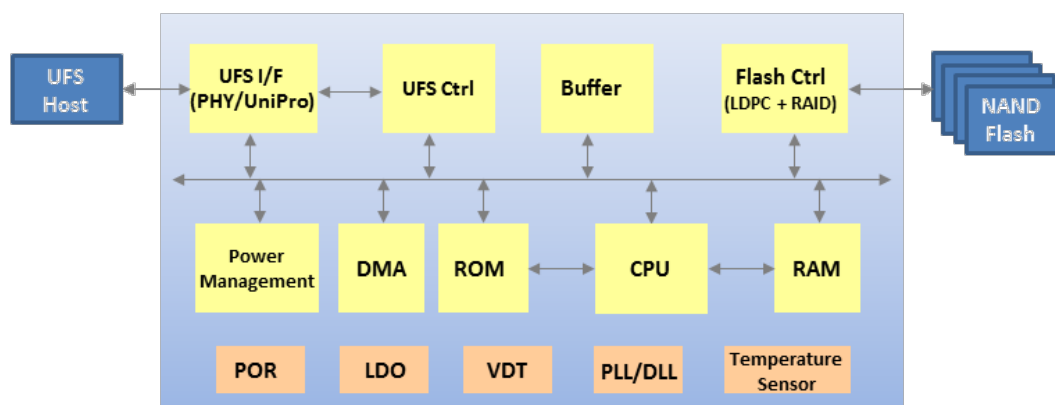 UFS
Host
UFS I/F
(PHY/UniPro)
UFS Ctrl
Buffer
Flash Ctrl
(LDPC + RAID)
NAND
Flash
Power
Management
DMA
ROM
CPU
RAM
POR
LDO
VDT
PLL/DLL
Temperature
Sensor